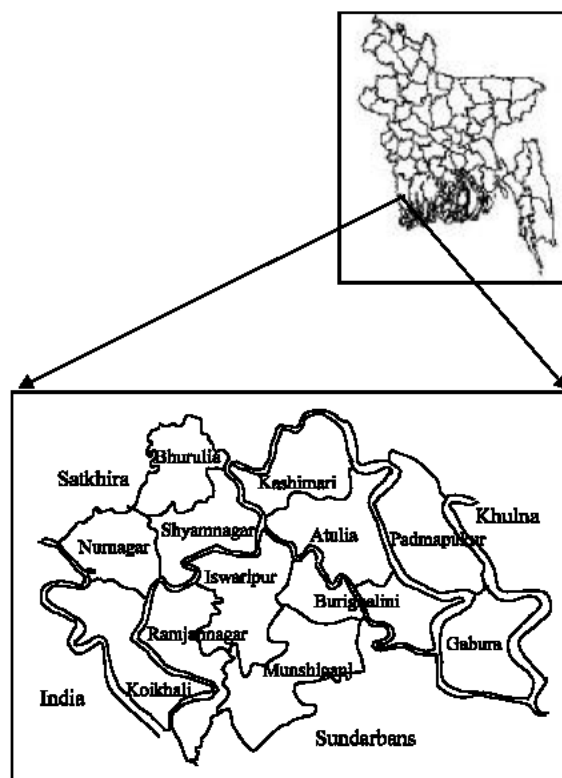 Bhurulia
Satkhira
Kashimari
Khulna
Shyamnagar
Atulia
Padmapukur
Nurnagar
Iswaripur
Burigoalini
Ramjannagar
Gabura
Munshiganj
Koikhali
India
Sundarbans